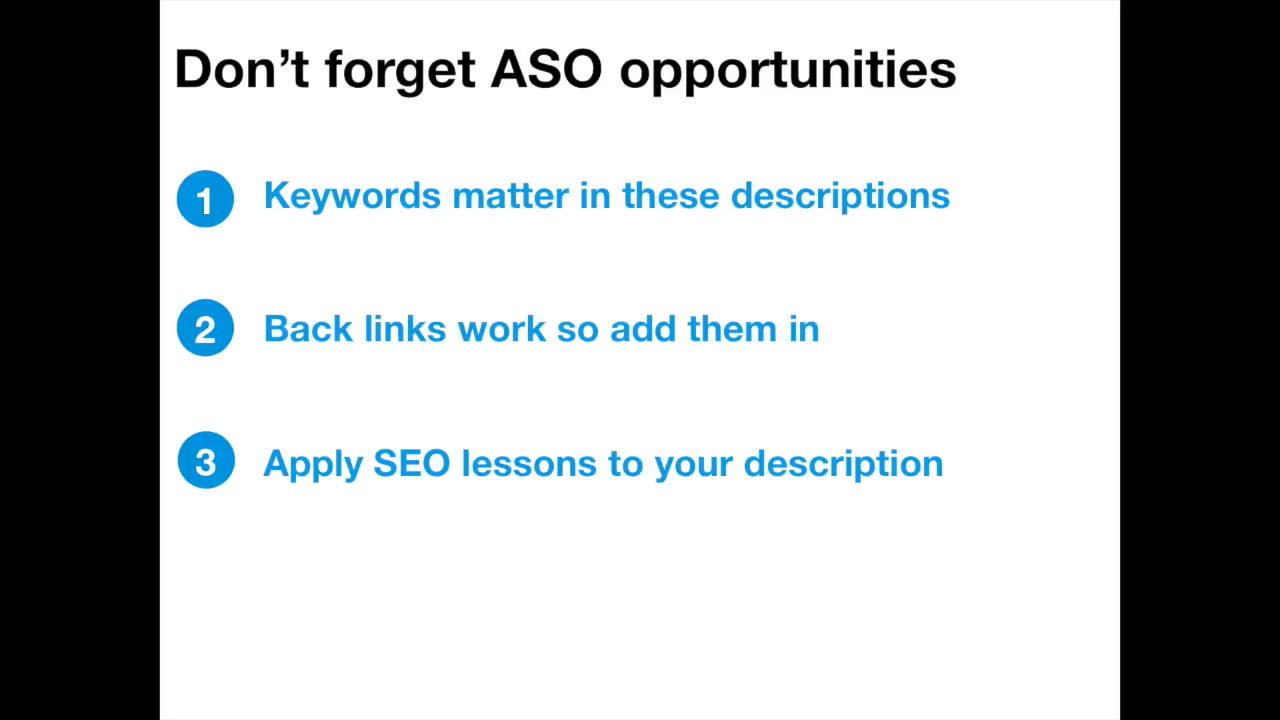 Don’t forget ASO opportunities
1 Keywords matter in these descriptions
2 Back links work so add them in
3 Apply SEO lessons to your description